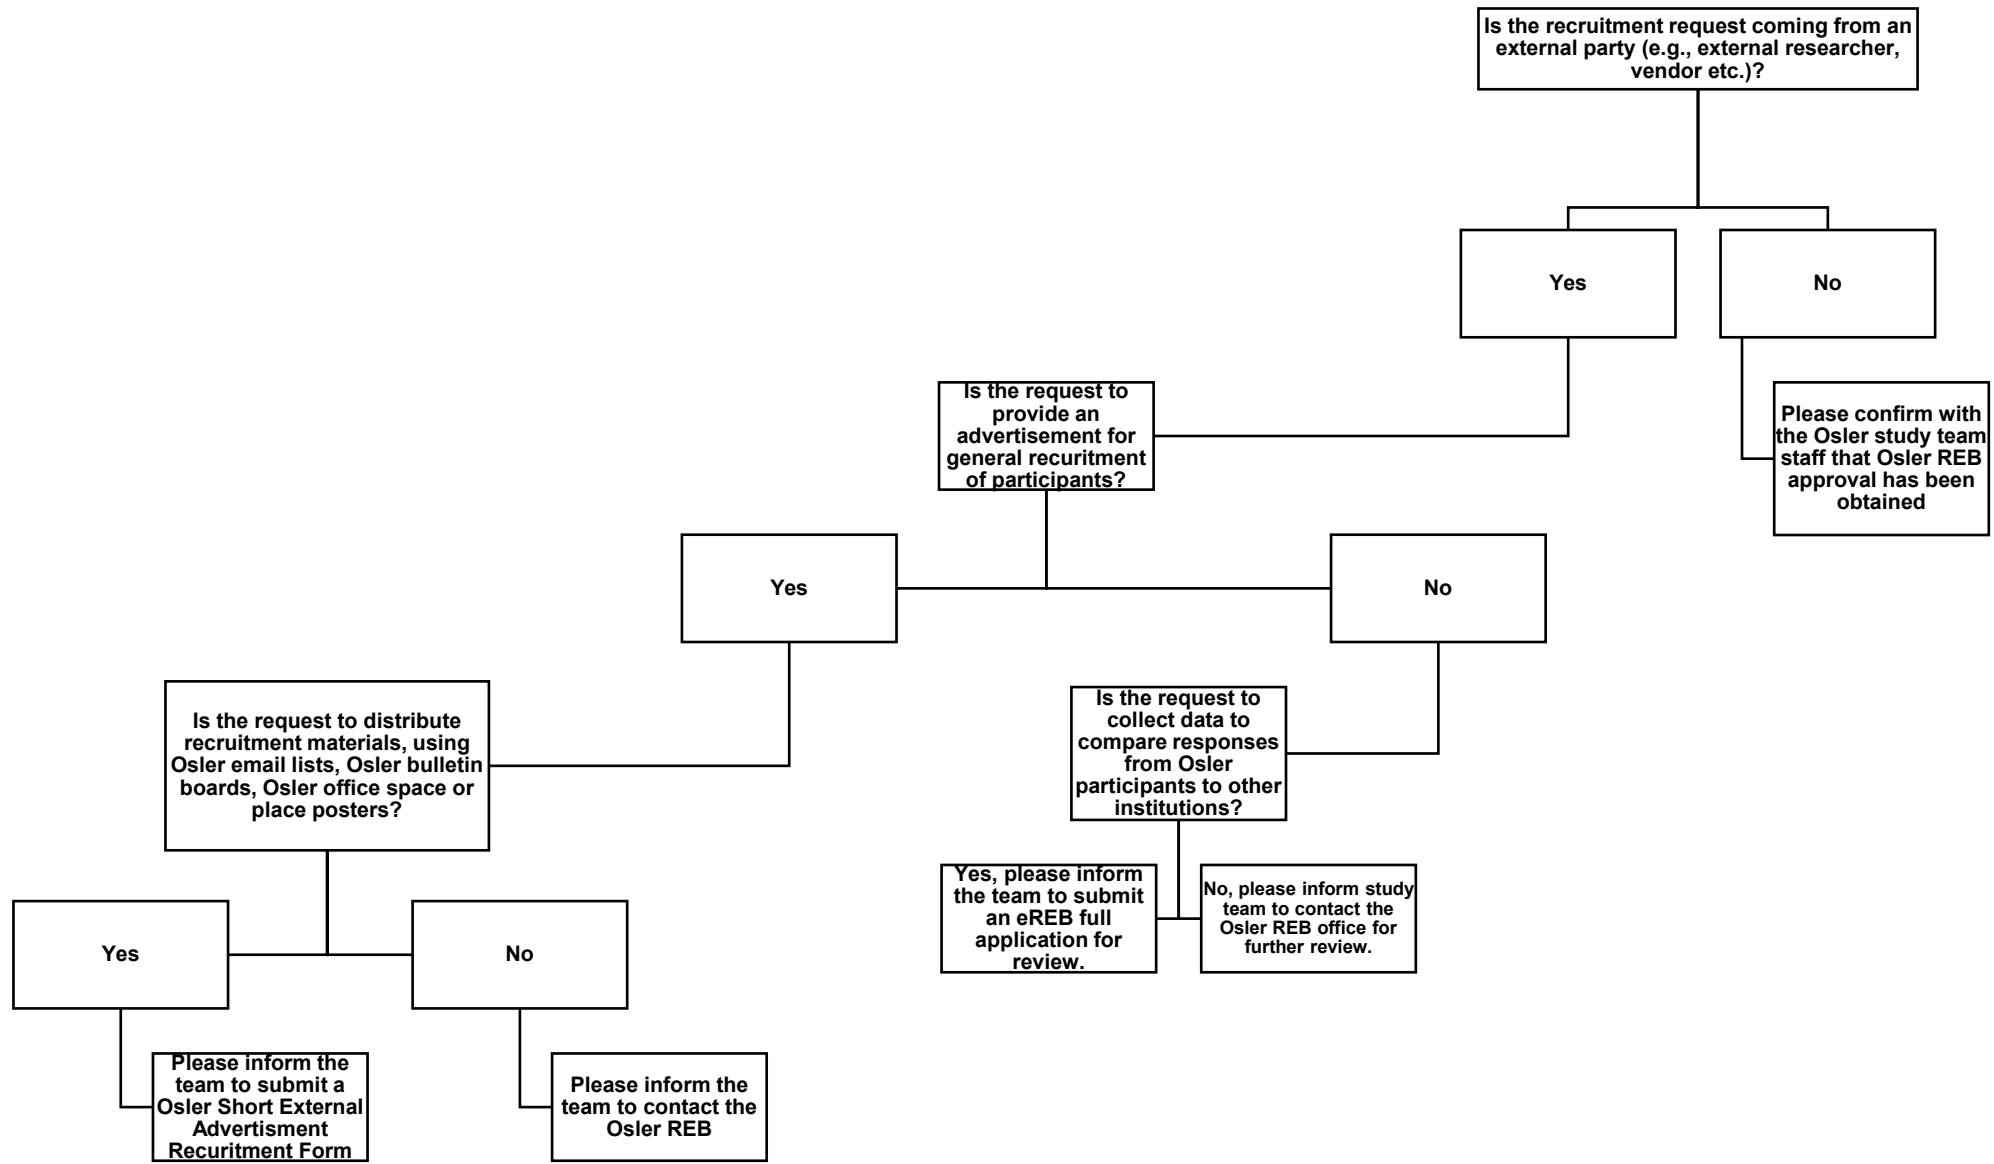 Is the recruitment request coming from an
external party (e.g., external researcher,
vendor etc.)?
Yes
No
Is the request to
provide an
advertisement for
general recuritment
of participants?
Please confirm with
the Osler study team
staff that Osler REB
approval has been
obtained
Yes
No
Is the request to distribute
recruitment materials, using
Osler email lists, Osler bulletin
boards, Osler office space or
place posters?
Is the request to
collect data to
compare responses
from Osler
participants to other
institutions?
Yes, please inform
the team to submit
an eREB full
application for
review.
No, please inform study
team to contact the
Osler REB office for
further review.
Yes
No
Please inform the
team to submit a
Osler Short External
Advertisment
Recuritment Form
Please inform the
team to contact the
Osler REB